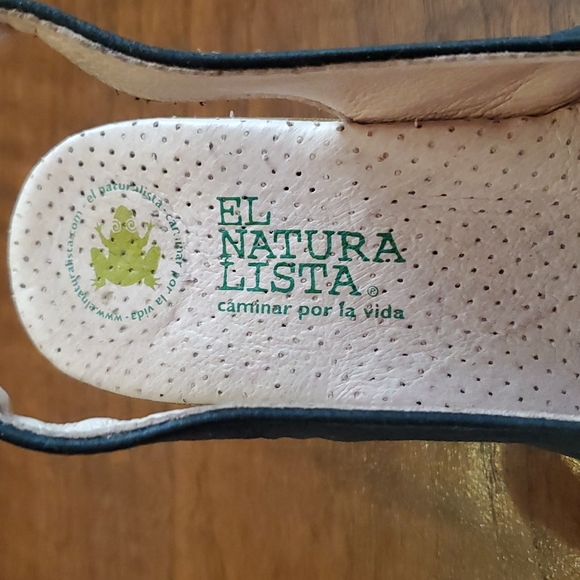 EL
NATURA
LISTA®
caminar por la vida
el naturalista · caminar por la vida · www.elnaturalista.com ·